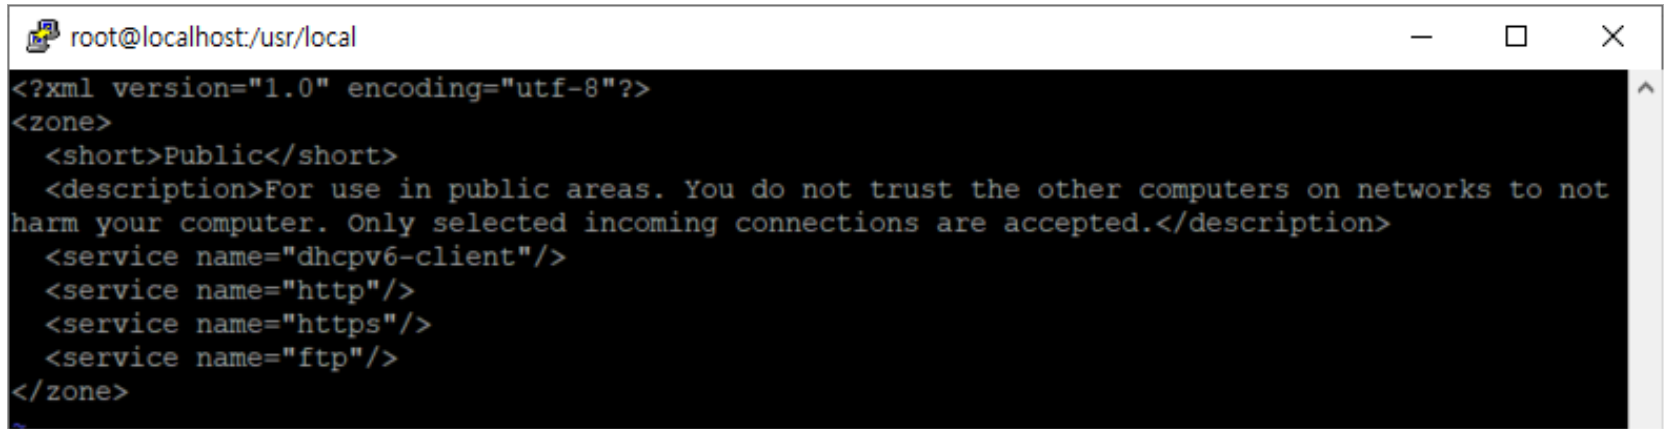 root@localhost:/usr/local
<?xml version="1.0" encoding="utf-8"?>
<zone>
  <short>Public</short>
  <description>For use in public areas. You do not trust the other computers on networks to not
harm your computer. Only selected incoming connections are accepted.</description>
  <service name="dhcpv6-client"/>
  <service name="http"/>
  <service name="https"/>
  <service name="ftp"/>
</zone>
~